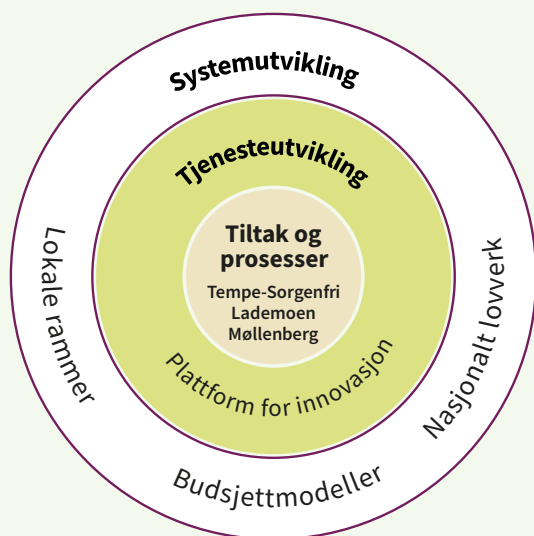 Systemutvikling
Tjenesteutvikling
Tiltak og
prosesser
Tempe-Sorgenfri
Lademoen
Møllenberg
Plattform for innovasjon
Lokale rammer
Budsjettmodeller
Nasjonalt lovverk